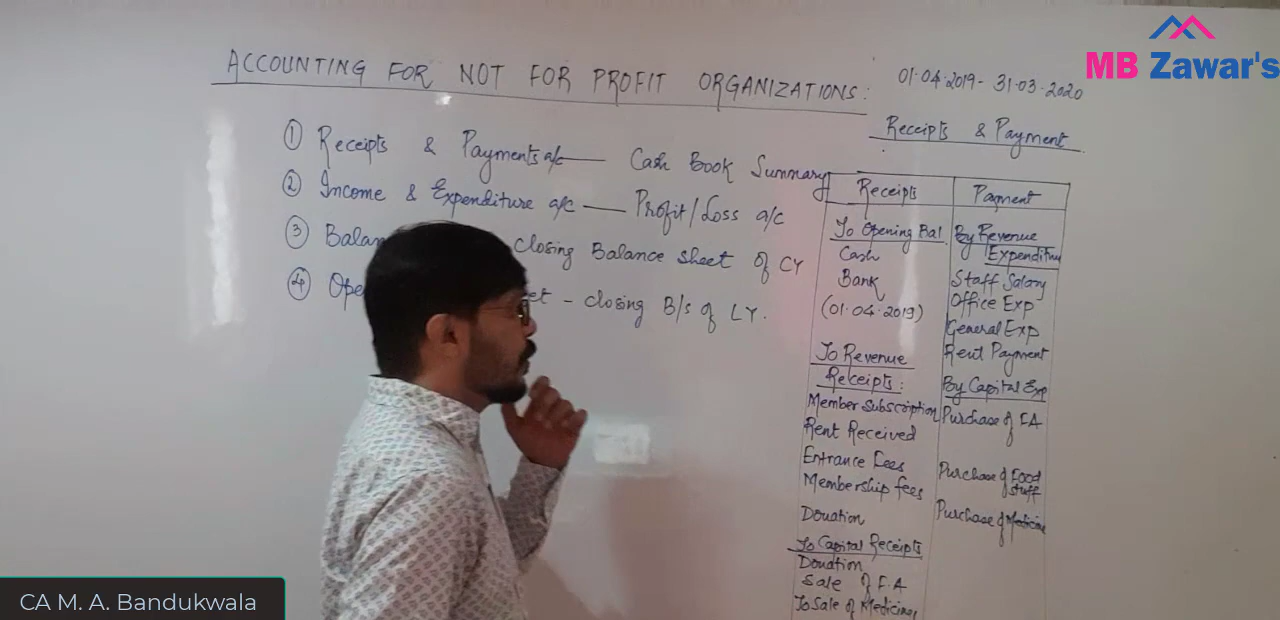 MB Zawar's
ACCOUNTING FOR NOT FOR PROFIT ORGANIZATIONS:
01.04.2019 - 31.03.2020
① Receipts & Payments a/c — Cash Book Summary
② Income & Expenditure a/c — Profit/Loss a/c
③ Balan closing Balance sheet of CY
④ Ope et - closing B/s of LY.
Receipts & Payment
Receipts Payment
To Opening Bal.
Cash
Bank
(01.04.2019)
To Revenue
Receipts:
Member Subscription
Rent Received
Entrance Fees
Membership fees
Donation
To Capital Receipts
Donation
Sale of F.A
To Sale of Medicines
By Revenue
Expenditure
Staff Salary
Office Exp
General Exp
Rent Payment
By Capital Exp
Purchase of F.A
Purchase of Food
stuff
Purchase of Medicine
CA M. A. Bandukwala